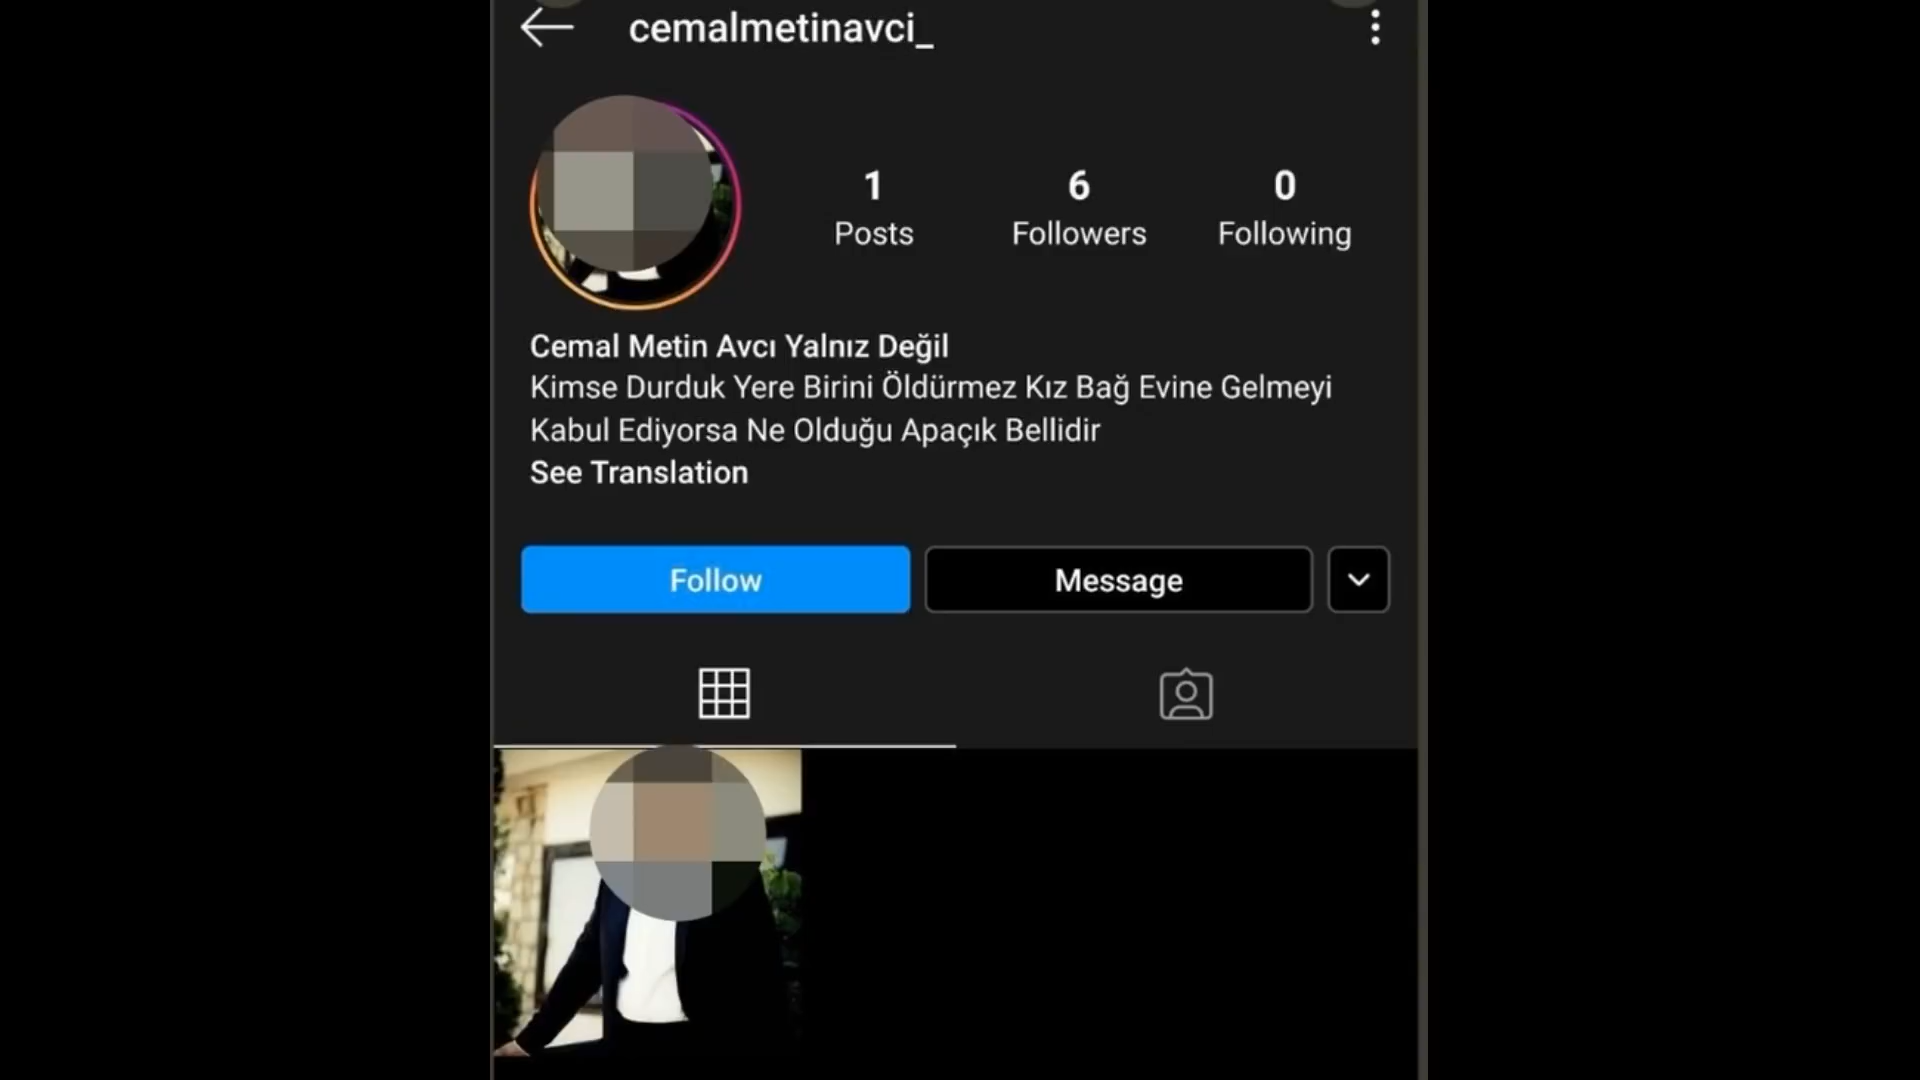 cemalmetinavci_
1
6
0
Posts
Followers
Following
Cemal Metin Avcı Yalnız Değil
Kimse Durduk Yere Birini Öldürmez Kız Bağ Evine Gelmeyi
Kabul Ediyorsa Ne Olduğu Apaçık Bellidir
See Translation
Follow
Message